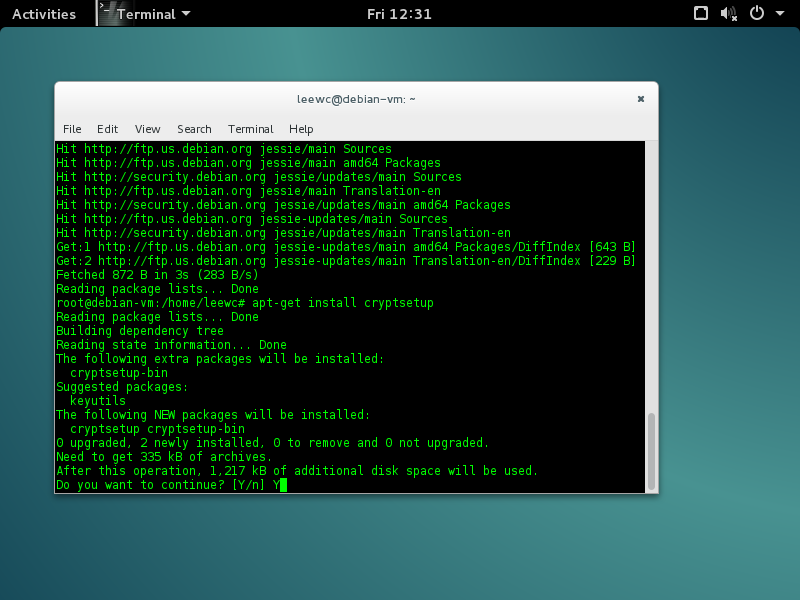 Activities
Terminal
Fri 12:31
leewc@debian-vm: ~
File Edit View Search Terminal Help
Hit http://ftp.us.debian.org jessie/main Sources
Hit http://ftp.us.debian.org jessie/main amd64 Packages
Hit http://security.debian.org jessie/updates/main Sources
Hit http://ftp.us.debian.org jessie/main Translation-en
Hit http://security.debian.org jessie/updates/main amd64 Packages
Hit http://ftp.us.debian.org jessie-updates/main Sources
Hit http://security.debian.org jessie/updates/main Translation-en
Get:1 http://ftp.us.debian.org jessie-updates/main amd64 Packages/DiffIndex [643 B]
Get:2 http://ftp.us.debian.org jessie-updates/main Translation-en/DiffIndex [229 B]
Fetched 872 B in 3s (283 B/s)
Reading package lists... Done
root@debian-vm:/home/leewc# apt-get install cryptsetup
Reading package lists... Done
Building dependency tree
Reading state information... Done
The following extra packages will be installed:
  cryptsetup-bin
Suggested packages:
  keyutils
The following NEW packages will be installed:
  cryptsetup cryptsetup-bin
0 upgraded, 2 newly installed, 0 to remove and 0 not upgraded.
Need to get 335 kB of archives.
After this operation, 1,217 kB of additional disk space will be used.
Do you want to continue? [Y/n] Y